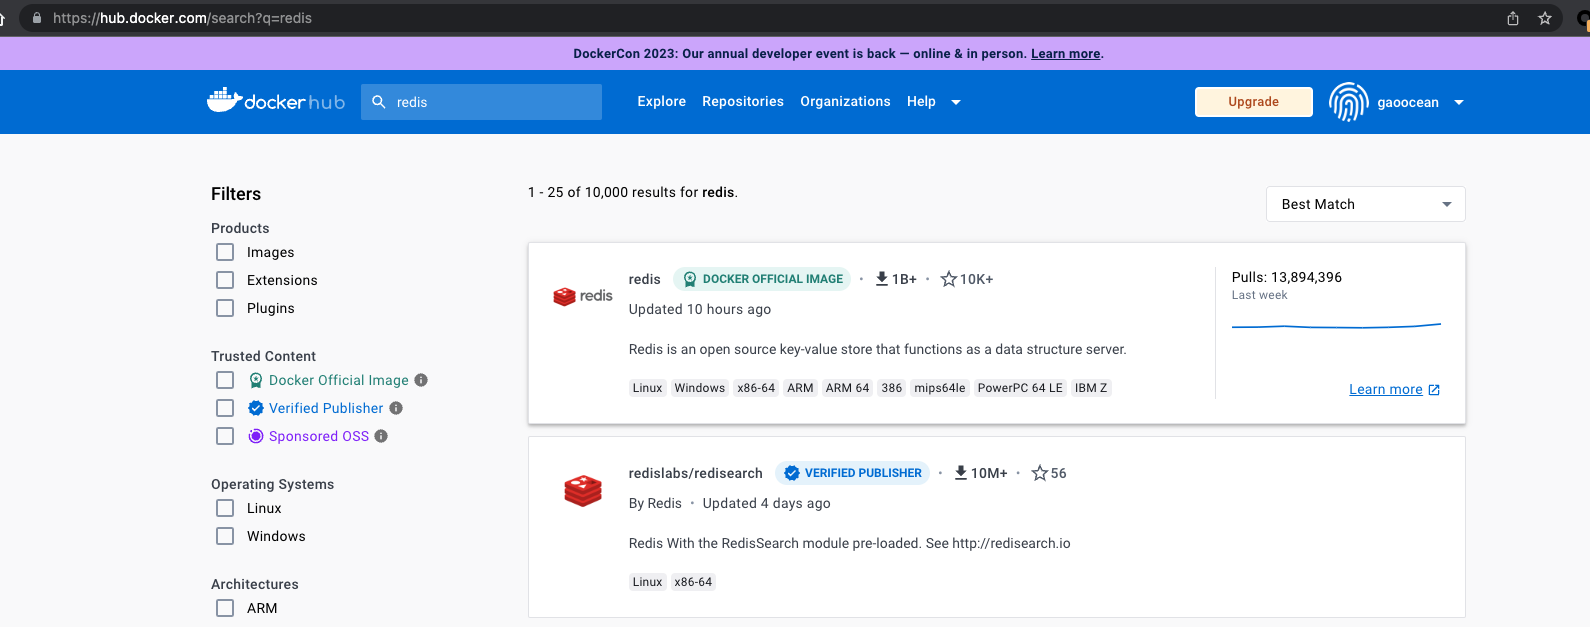 https://hub.docker.com/search?q=redis
DockerCon 2023: Our annual developer event is back — online & in person. Learn more.
dockerhub
redis
Explore Repositories Organizations Help
Upgrade
gaoocean
Filters
Products
Images
Extensions
Plugins
Trusted Content
Docker Official Image
Verified Publisher
Sponsored OSS
Operating Systems
Linux
Windows
Architectures
ARM
1 - 25 of 10,000 results for redis.
Best Match
redis
redis DOCKER OFFICIAL IMAGE · 1B+ · 10K+
Updated 10 hours ago
Redis is an open source key-value store that functions as a data structure server.
Linux Windows x86-64 ARM ARM 64 386 mips64le PowerPC 64 LE IBM Z
Pulls: 13,894,396
Last week
Learn more
redislabs/redisearch VERIFIED PUBLISHER · 10M+ · 56
By Redis · Updated 4 days ago
Redis With the RedisSearch module pre-loaded. See http://redisearch.io
Linux x86-64